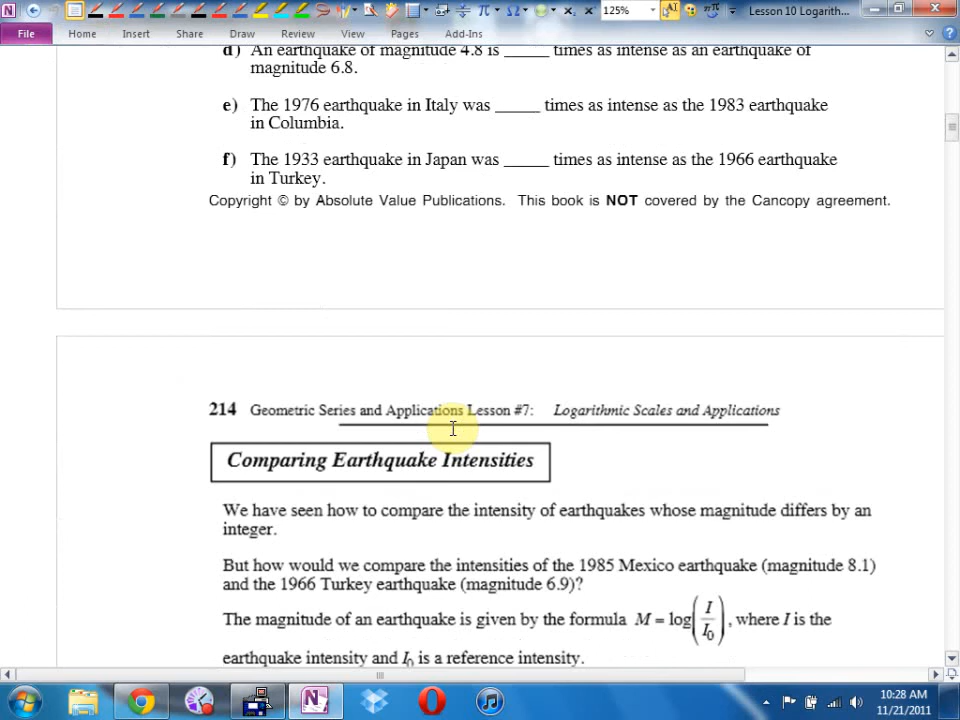 125%
Lesson 10 Logarith...
File Home Insert Share Draw Review View Pages Add-Ins
d) An earthquake of magnitude 4.8 is _____ times as intense as an earthquake of
magnitude 6.8.
e) The 1976 earthquake in Italy was _____ times as intense as the 1983 earthquake
in Columbia.
f) The 1933 earthquake in Japan was _____ times as intense as the 1966 earthquake
in Turkey.
Copyright © by Absolute Value Publications. This book is NOT covered by the Cancopy agreement.
214 Geometric Series and Applications Lesson #7: Logarithmic Scales and Applications
Comparing Earthquake Intensities
We have seen how to compare the intensity of earthquakes whose magnitude differs by an
integer.
But how would we compare the intensities of the 1985 Mexico earthquake (magnitude 8.1)
and the 1966 Turkey earthquake (magnitude 6.9)?
The magnitude of an earthquake is given by the formula M = log(I/I₀), where I is the
earthquake intensity and I₀ is a reference intensity.
10:28 AM
11/21/2011